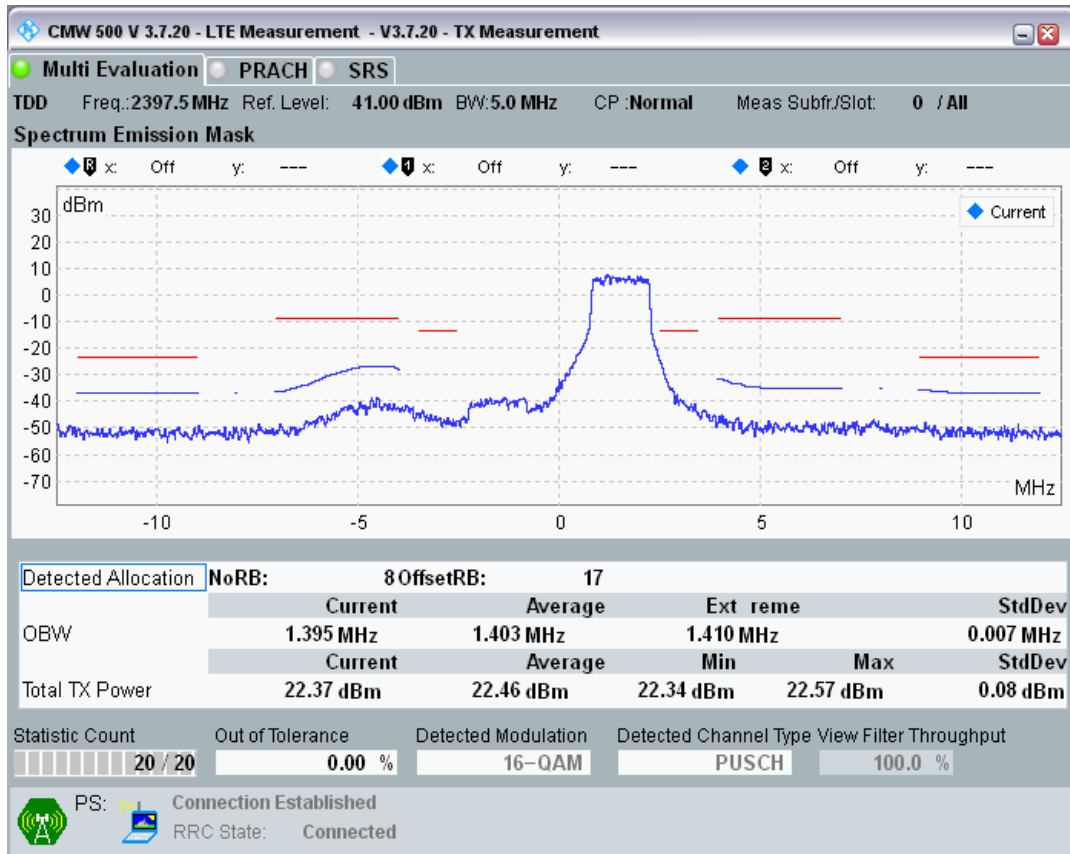 CMW 500 V 3.7.20 - LTE Measurement - V3.7.20 - TX Measurement
Multi Evaluation PRACH SRS
TDD Freq.:2397.5 MHz Ref. Level: 41.00 dBm BW:5.0 MHz CP :Normal Meas Subfr./Slot: 0 / All
Spectrum Emission Mask
R x: Off y: --- 1 x: Off y: --- 2 x: Off y: ---
dBm
Current
30
20
10
0
-10
-20
-30
-40
-50
-60
-70
MHz
-10 -5 0 5 10
Detected Allocation NoRB: 8 OffsetRB: 17
Current Average Ext reme StdDev
OBW 1.395 MHz 1.403 MHz 1.410 MHz 0.007 MHz
Current Average Min Max StdDev
Total TX Power 22.37 dBm 22.46 dBm 22.34 dBm 22.57 dBm 0.08 dBm
Statistic Count Out of Tolerance Detected Modulation Detected Channel Type View Filter Throughput
20 / 20 0.00 % 16-QAM PUSCH 100.0 %
PS: Connection Established
RRC State: Connected